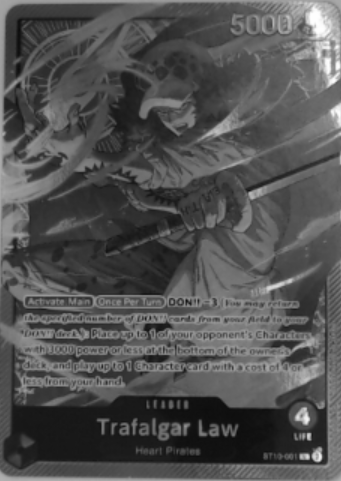 5000
Activate: Main Once Per Turn DON!! −3 (You may return
the specified number of DON!! cards from your field to your
DON!! deck.): Place up to 1 of your opponent's Characters
with 3000 power or less at the bottom of the owner's
deck, and play up to 1 Character card with a cost of 4 or
less from your hand.
LEADER
4
Trafalgar Law
LIFE
Heart Pirates